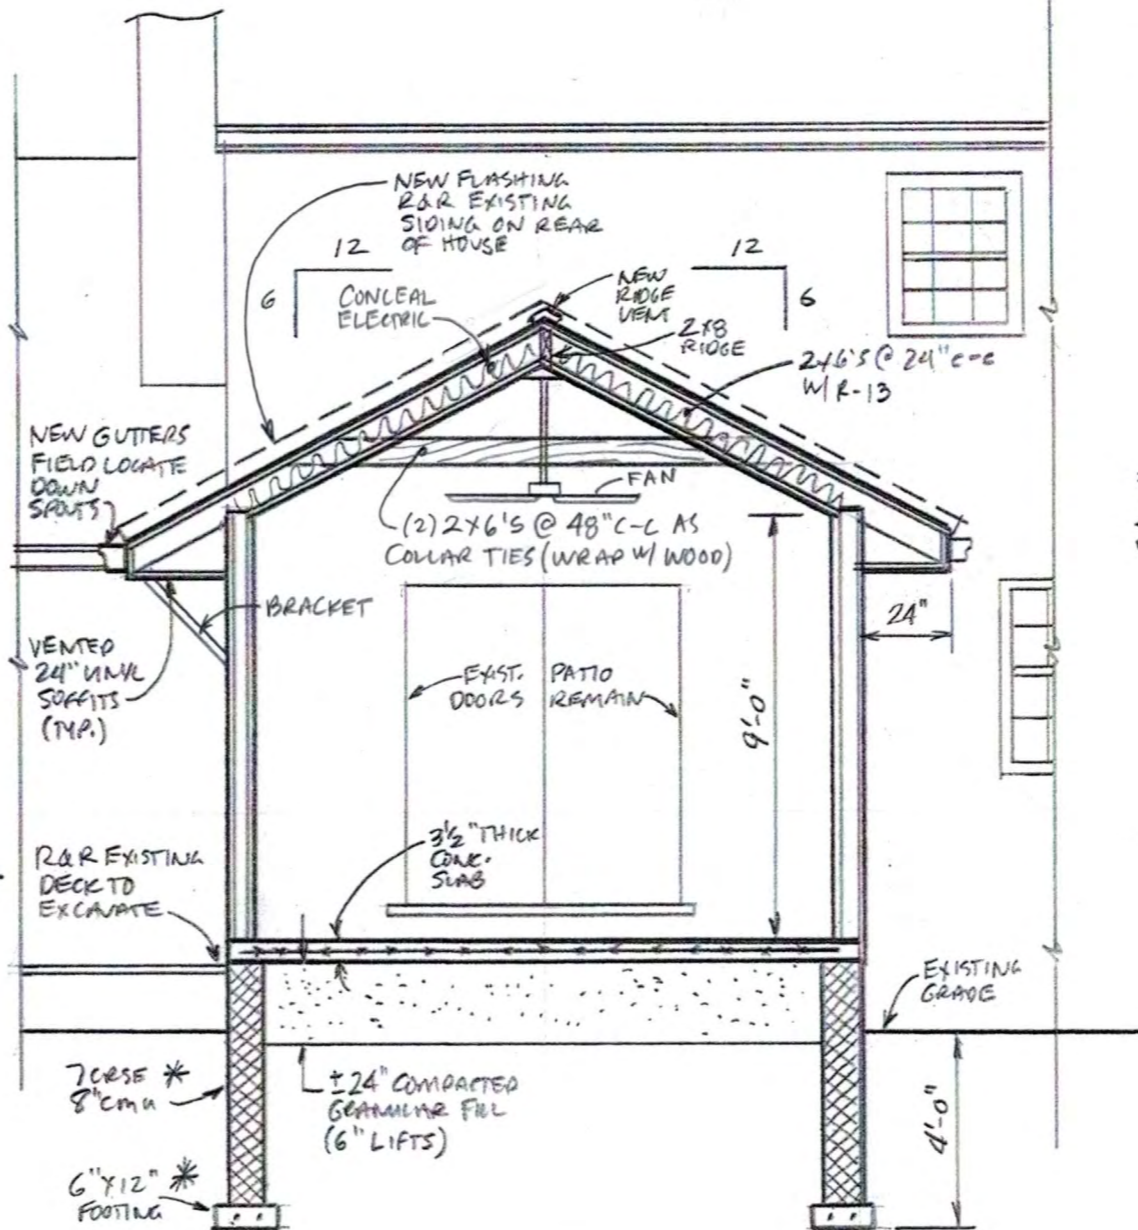 NEW FLASHING
R&R EXISTING
SIDING ON REAR
OF HOUSE
12
6
12
6
CONCEAL
ELECTRIC
NEW
RIDGE
VENT
2X8
RIDGE
2X6'S @ 24" C-C
W/ R-13
NEW GUTTERS
FIELD LOCATE
DOWN
SPOUTS
FAN
(2) 2X6'S @ 48" C-C AS
COLLAR TIES (WRAP W/ WOOD)
BRACKET
24"
VENTED
24" VINYL
SOFFITS
(TYP.)
EXIST. PATIO
DOORS REMAIN
9'-0"
3½" THICK
CONC.
SLAB
R&R EXISTING
DECK TO
EXCAVATE
EXISTING
GRADE
7 CRSE *
8" CMU
±24" COMPACTED
GRANULAR FILL
(6" LIFTS)
4'-0"
6" X 12" *
FOOTING